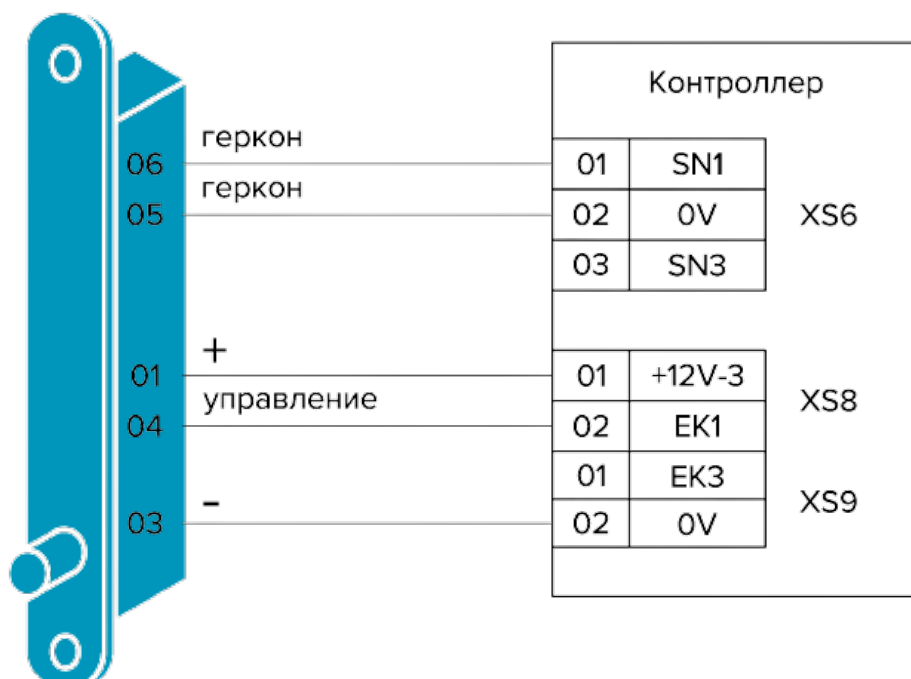 Контроллер
геркон
06 01 SN1
геркон
05 02 0V XS6
03 SN3
+
01 01 +12V-3
управление XS8
04 02 EK1
01 EK3
- XS9
03 02 0V